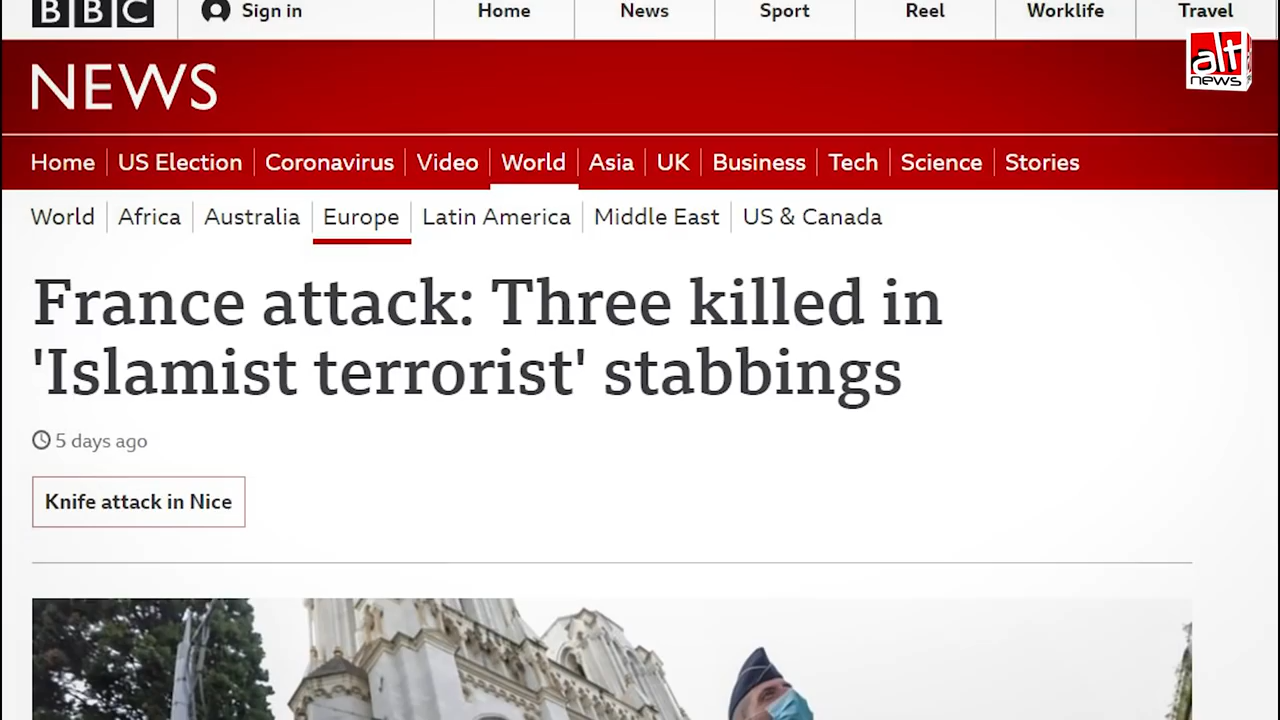 BBC
Sign in
Home
News
Sport
Reel
Worklife
Travel
alt
news
NEWS
Home
US Election
Coronavirus
Video
World
Asia
UK
Business
Tech
Science
Stories
World
Africa
Australia
Europe
Latin America
Middle East
US & Canada
France attack: Three killed in
'Islamist terrorist' stabbings
5 days ago
Knife attack in Nice